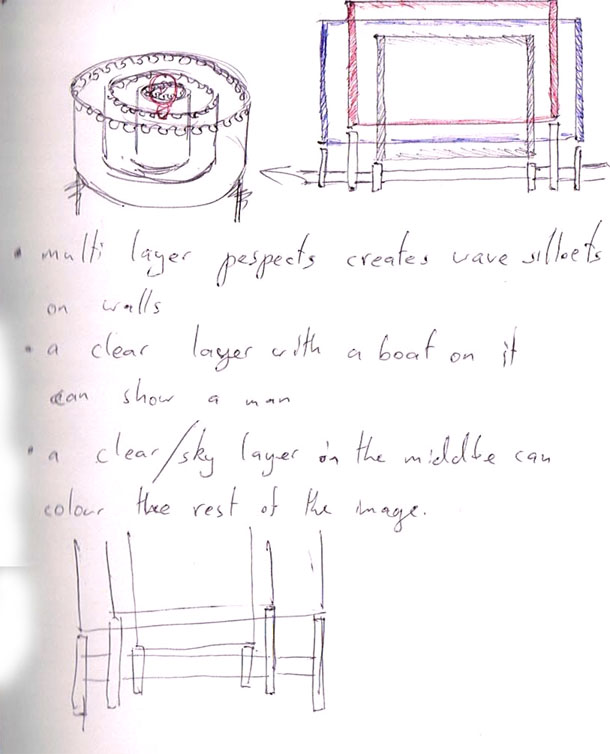 • multi layer pespects creates wave silloets
on walls
• a clear layer with a boat on it
can show a man
• a clear/sky layer in the middle can
colour the rest of the image.